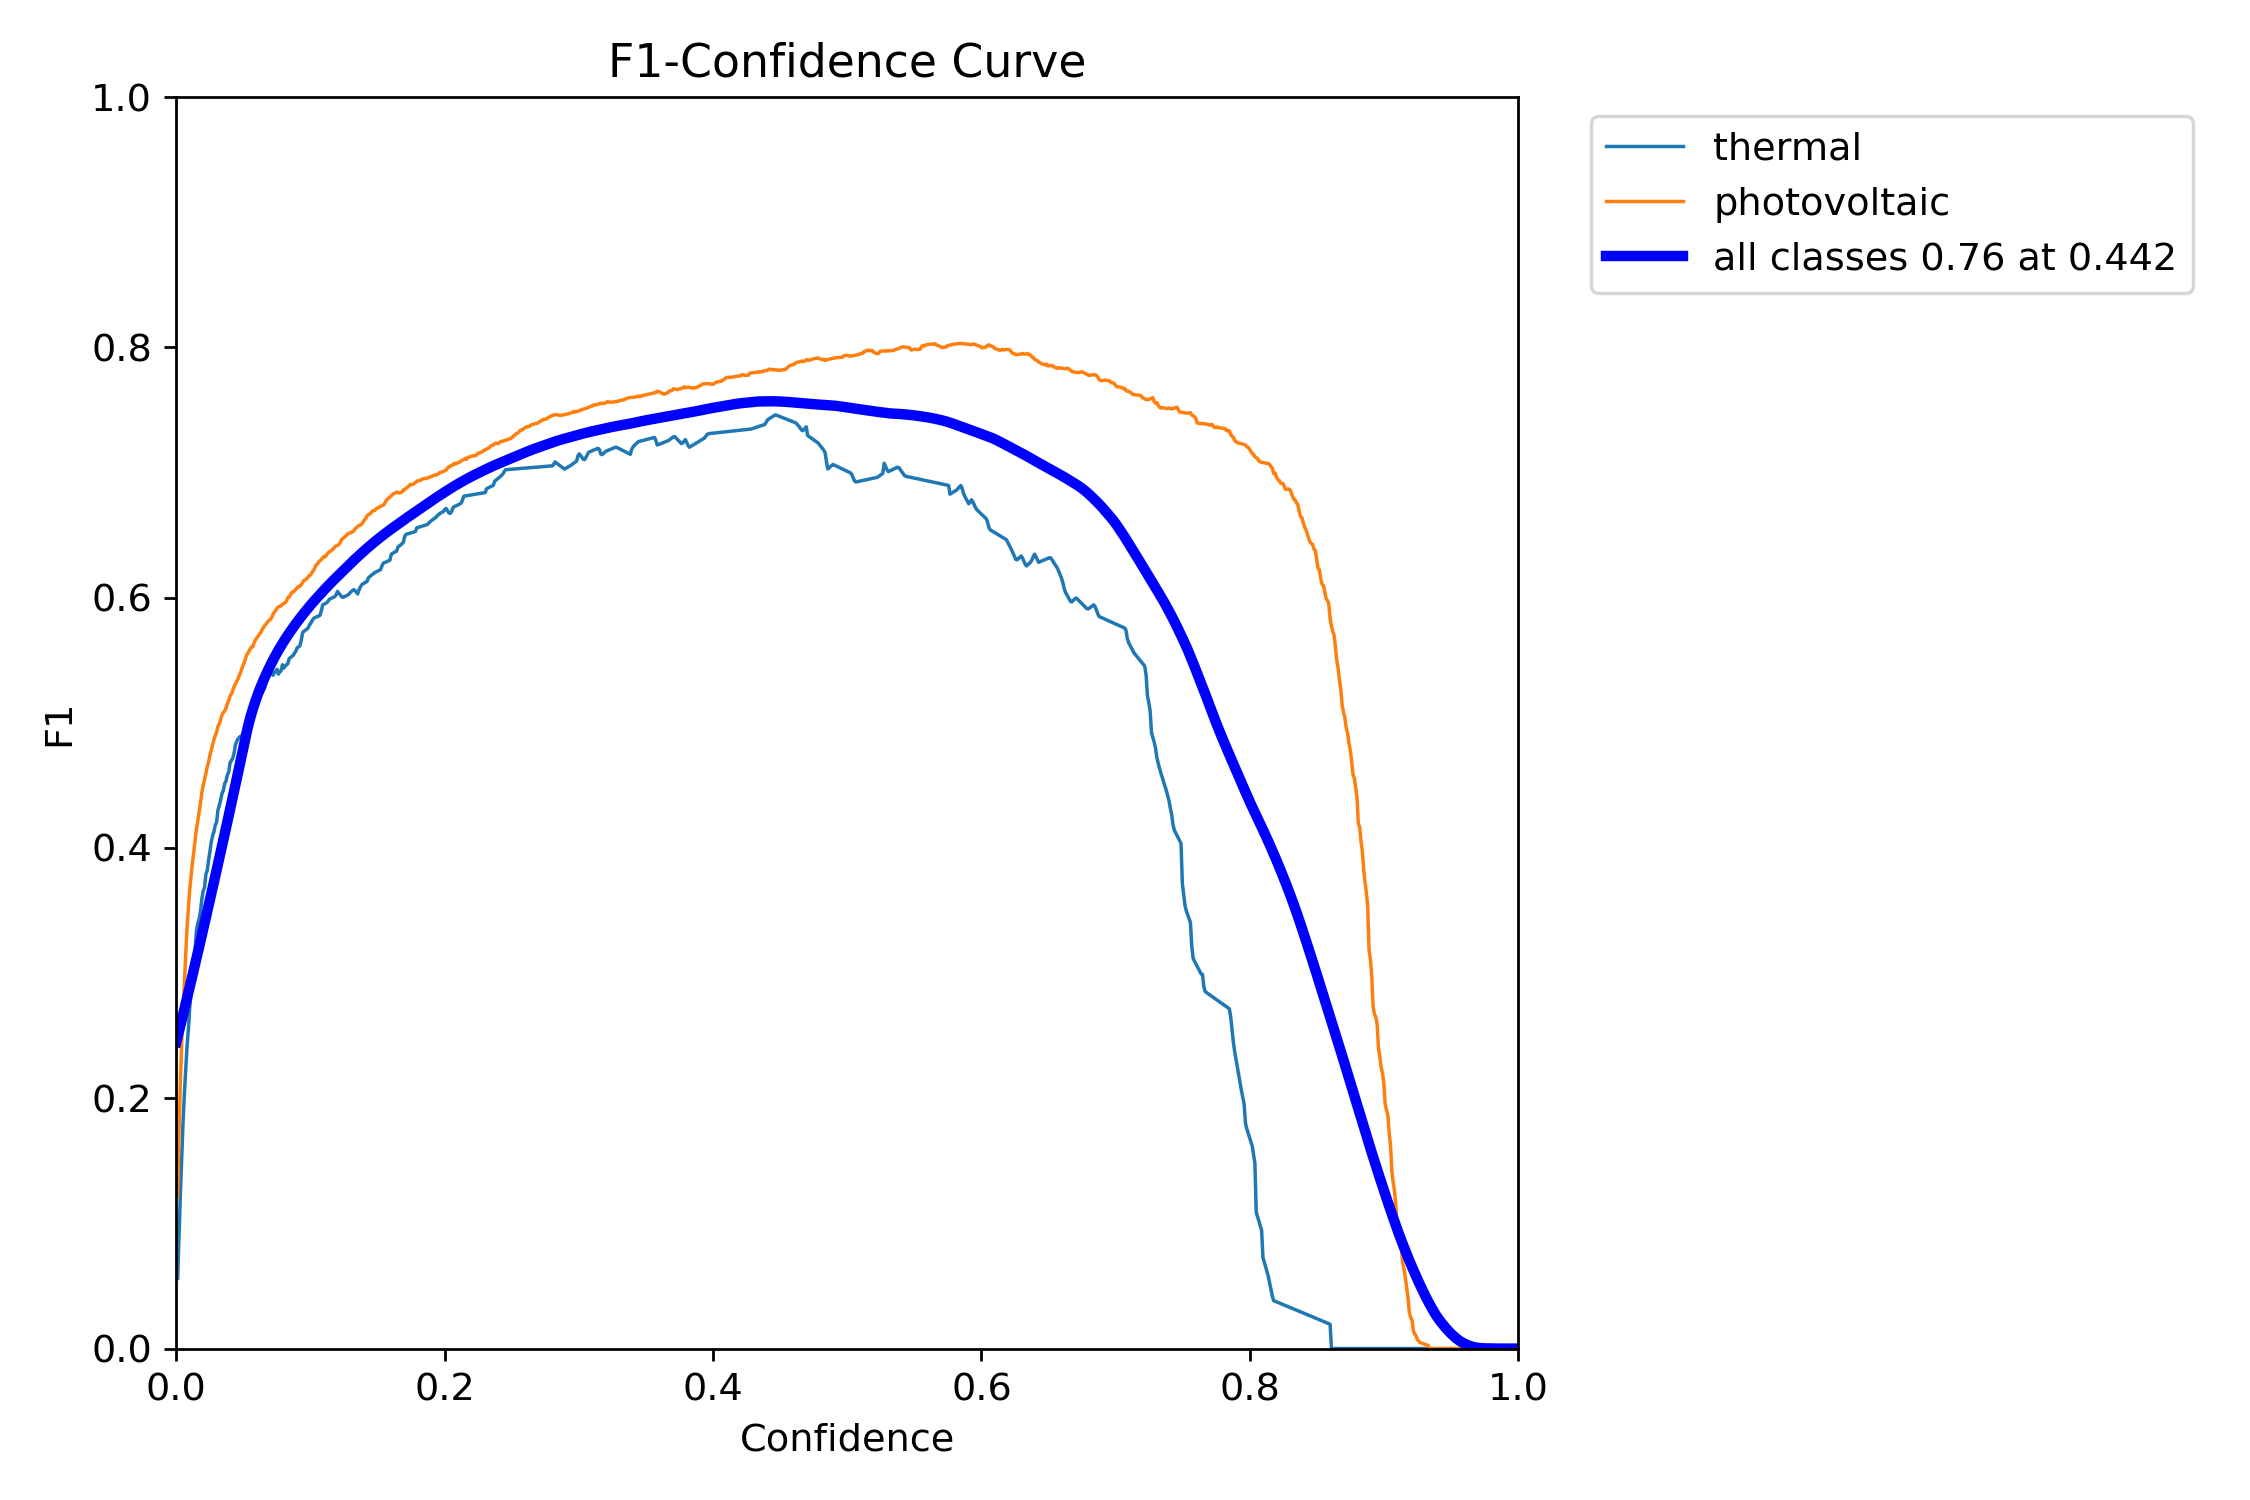 F1-Confidence Curve
1.0
0.8
0.6
0.4
0.2
0.0
F1
0.0 0.2 0.4 0.6 0.8 1.0
Confidence
thermal
photovoltaic
all classes 0.76 at 0.442